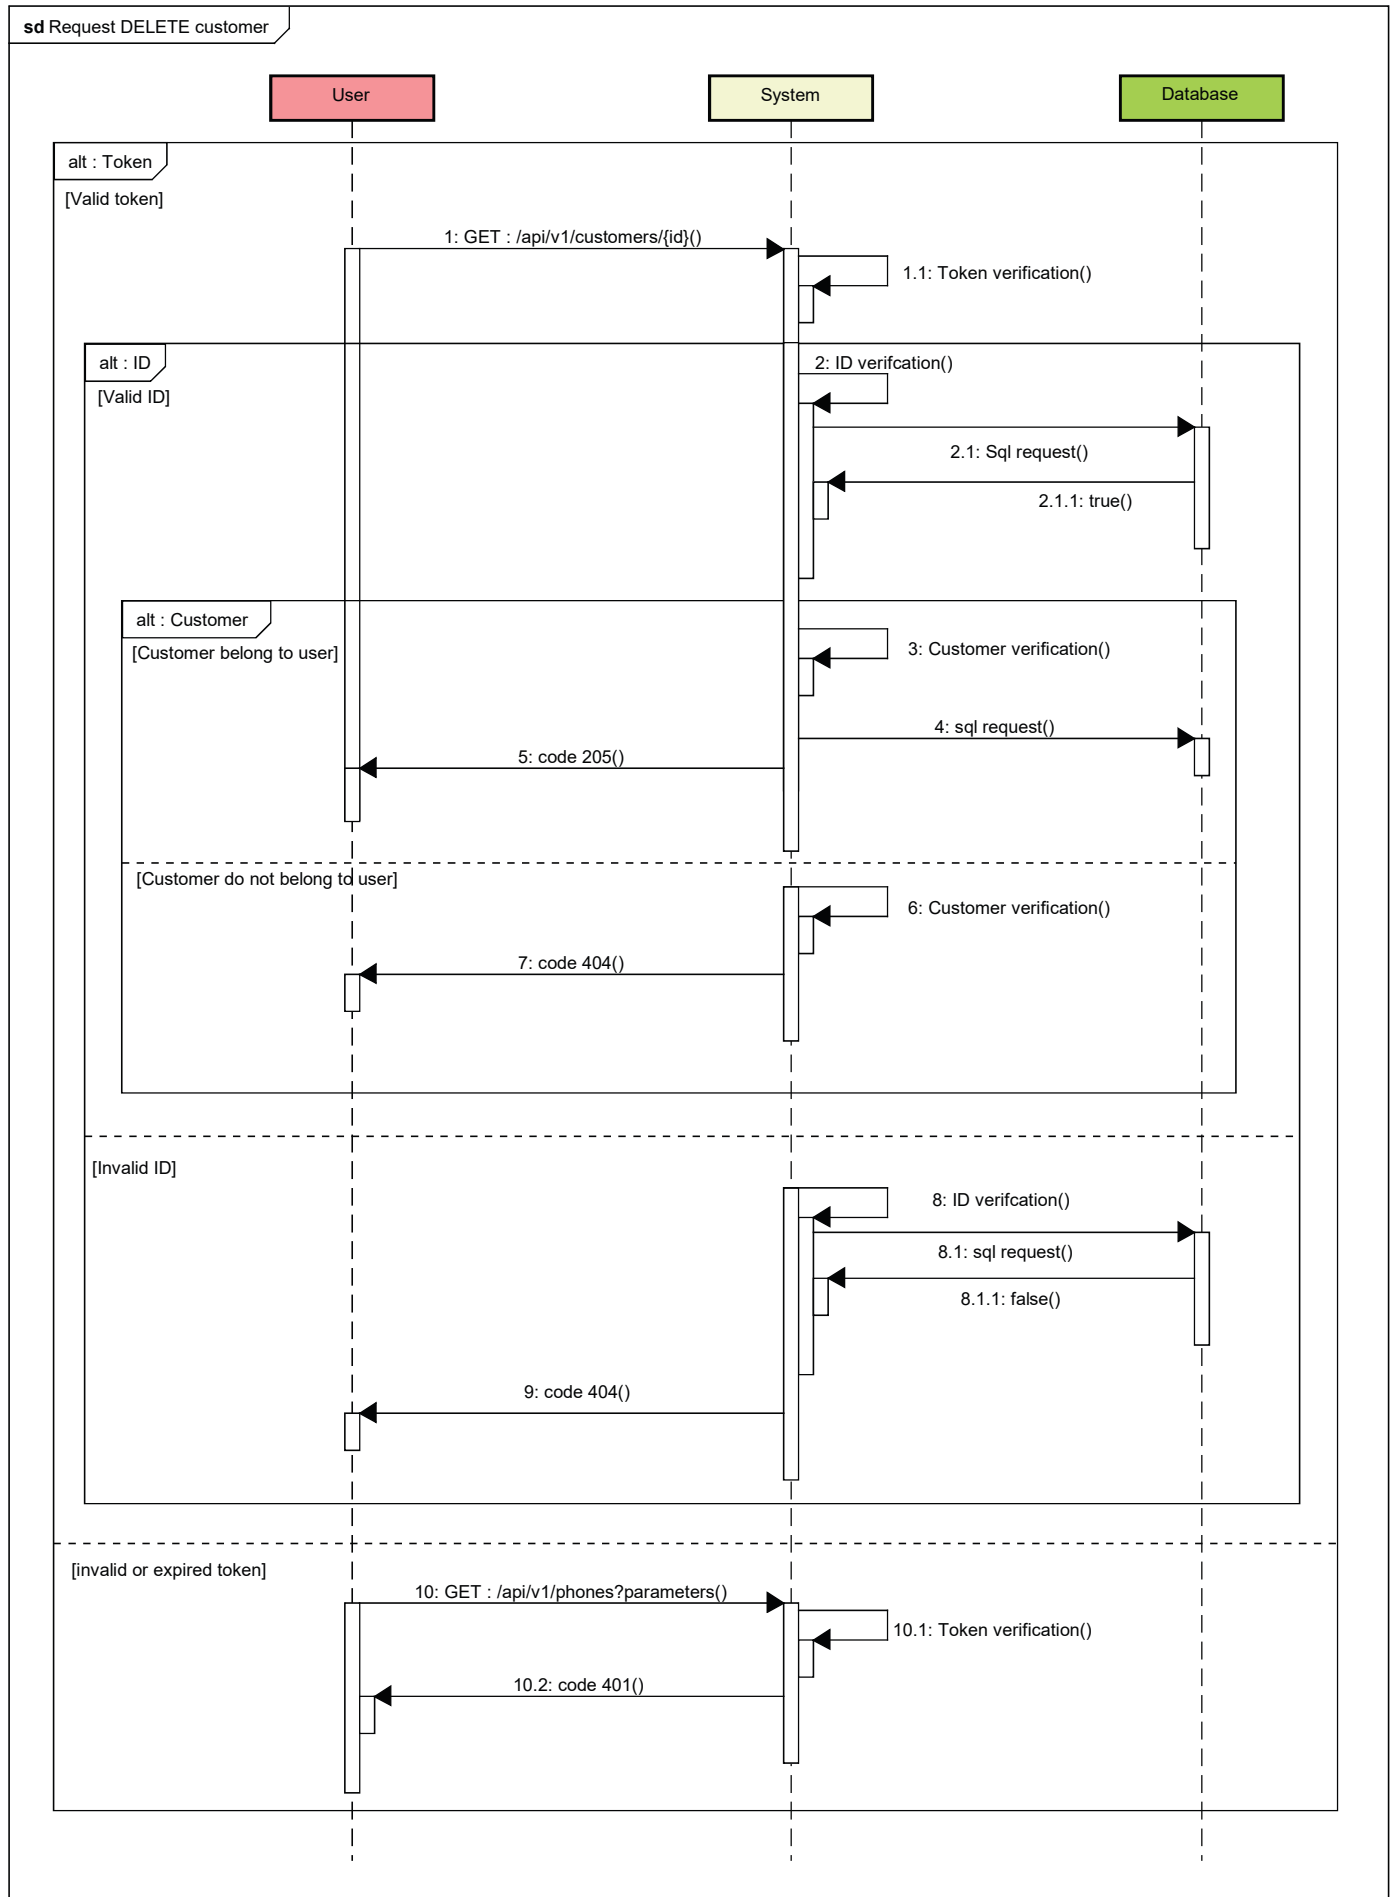 sd Request DELETE customer
User
System
Database
alt : Token
[Valid token]
1: GET : /api/v1/customers/{id}()
1.1: Token verification()
alt : ID
2: ID verifcation()
[Valid ID]
2.1: Sql request()
2.1.1: true()
alt : Customer
[Customer belong to user]
3: Customer verification()
4: sql request()
5: code 205()
[Customer do not belong to user]
6: Customer verification()
7: code 404()
[Invalid ID]
8: ID verifcation()
8.1: sql request()
8.1.1: false()
9: code 404()
[invalid or expired token]
10: GET : /api/v1/phones?parameters()
10.1: Token verification()
10.2: code 401()